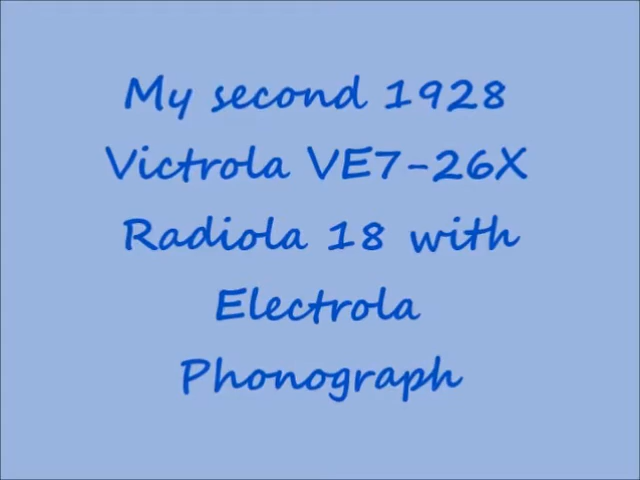 My second 1928
Victrola VE7-26X
Radiola 18 with
Electrola
Phonograph